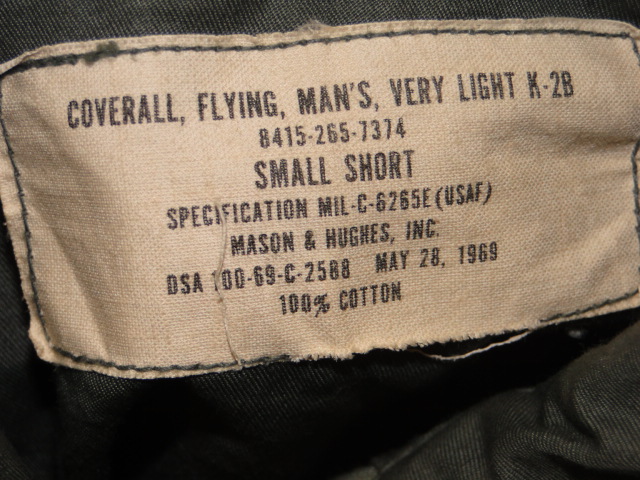 COVERALL, FLYING, MAN'S, VERY LIGHT K-2B
8415-265-7374
SMALL SHORT
SPECIFICATION MIL-C-6265E (USAF)
MASON & HUGHES, INC.
DSA 100-69-C-2588 MAY 28, 1969
100% COTTON